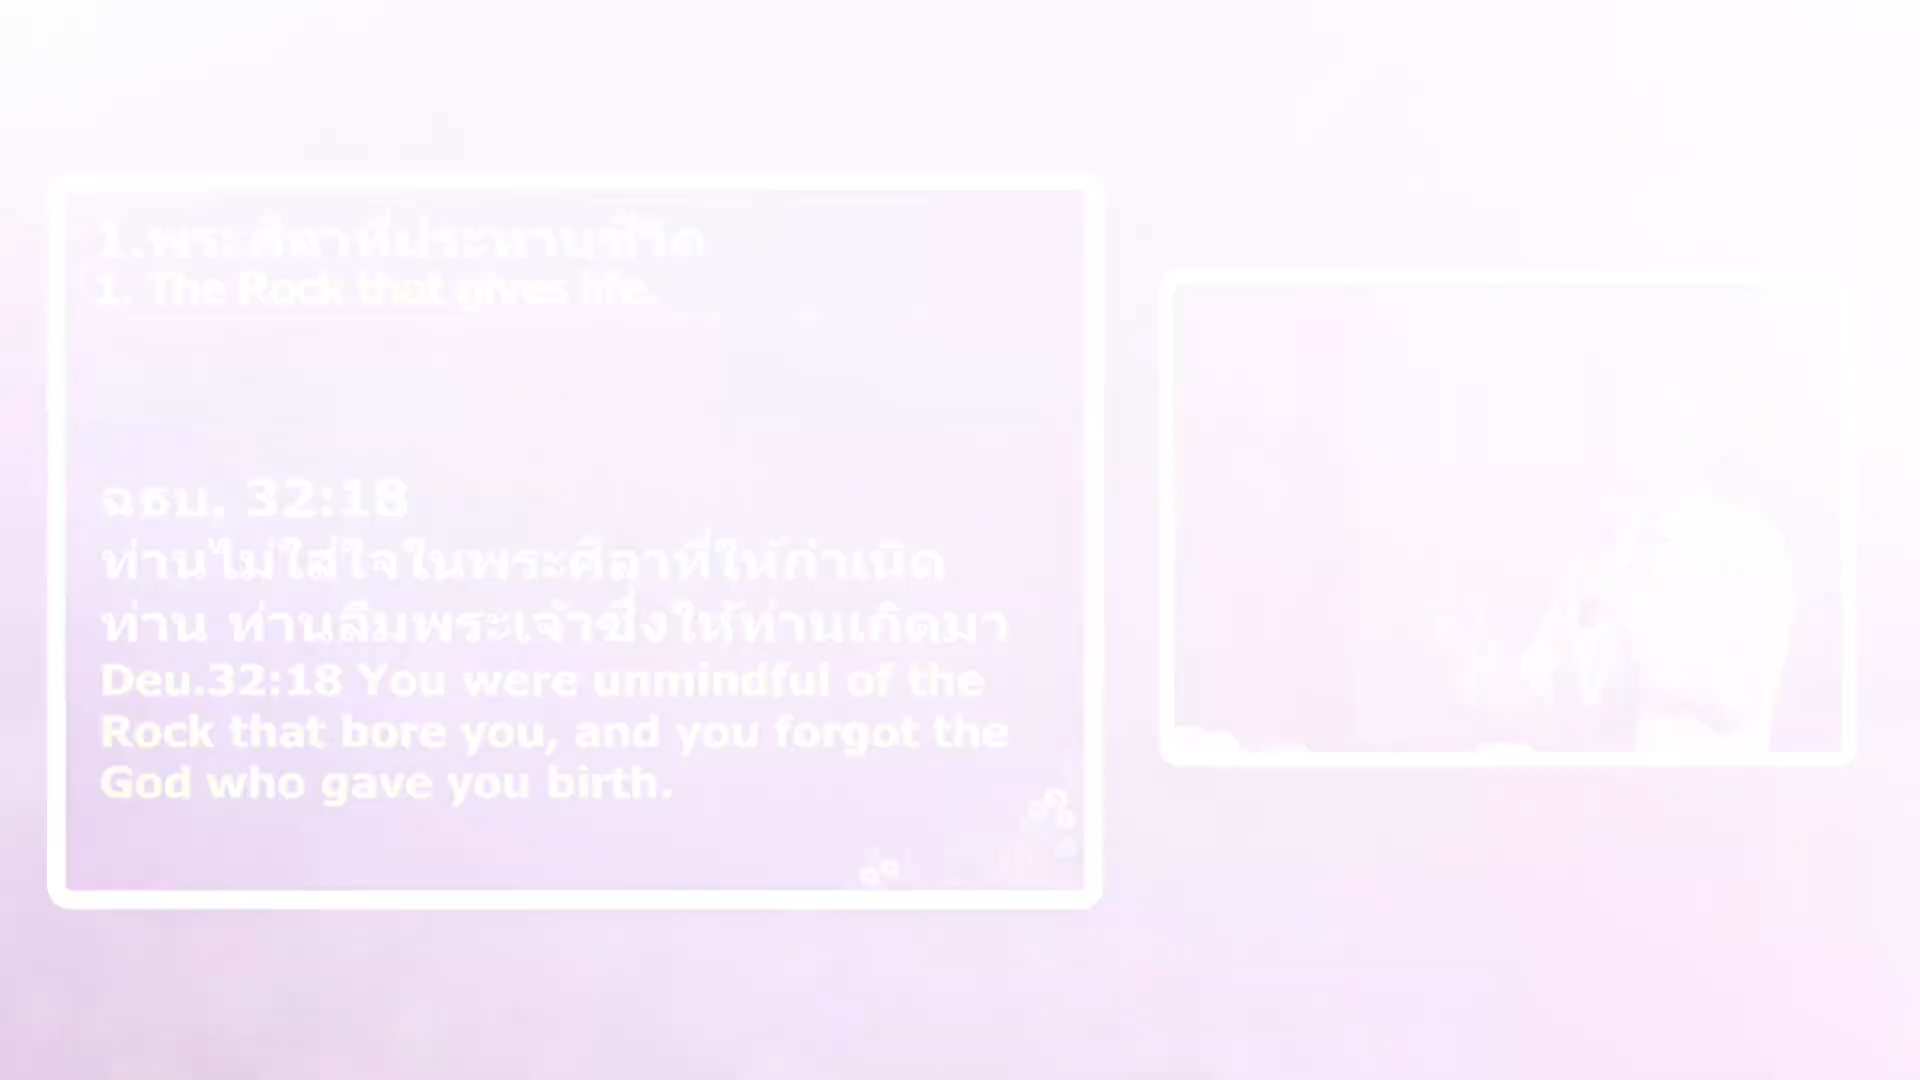 1.พระศิลาที่ประทานชีวิต
1. The Rock that gives life.
ฉธบ. 32:18
ท่านไม่ใส่ใจในพระศิลาที่ให้กำเนิด
ท่าน ท่านลืมพระเจ้าซึ่งให้ท่านเกิดมา
Deu.32:18 You were unmindful of the
Rock that bore you, and you forgot the
God who gave you birth.